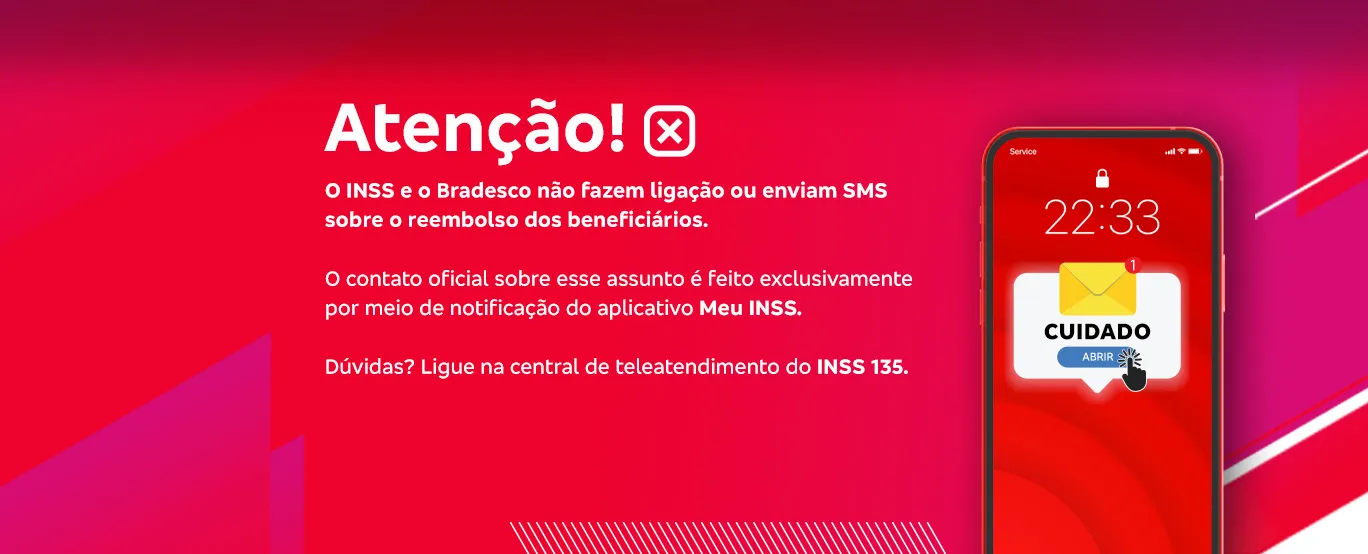 Atenção!
O INSS e o Bradesco não fazem ligação ou enviam SMS
sobre o reembolso dos beneficiários.
O contato oficial sobre esse assunto é feito exclusivamente
por meio de notificação do aplicativo Meu INSS.
Dúvidas? Ligue na central de teleatendimento do INSS 135.
Service
22:33
1
CUIDADO
ABRIR